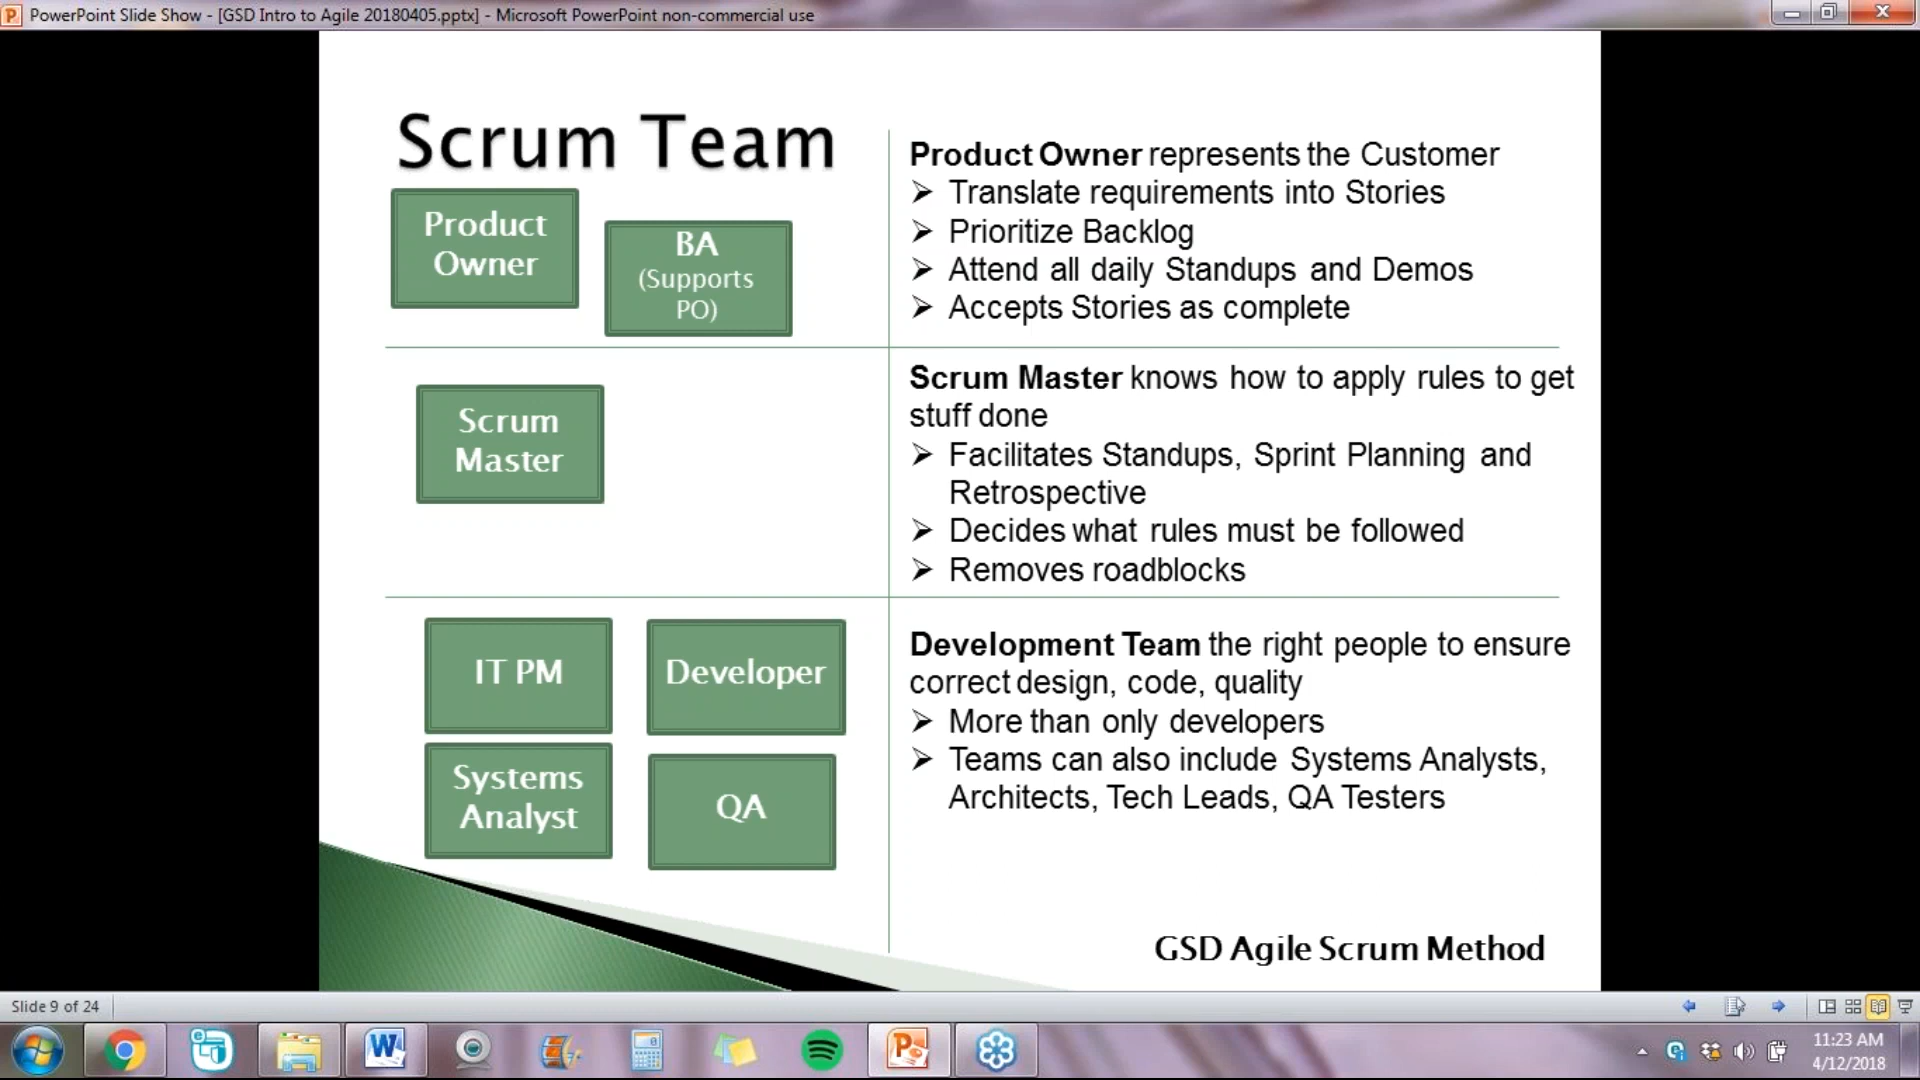 PowerPoint Slide Show - [GSD Intro to Agile 20180405.pptx] - Microsoft PowerPoint non-commercial use
Scrum Team
Product
Owner
BA
(Supports
PO)
Product Owner represents the Customer
Translate requirements into Stories
Prioritize Backlog
Attend all daily Standups and Demos
Accepts Stories as complete
Scrum
Master
Scrum Master knows how to apply rules to get
stuff done
Facilitates Standups, Sprint Planning and
Retrospective
Decides what rules must be followed
Removes roadblocks
IT PM
Developer
Systems
Analyst
QA
Development Team the right people to ensure
correct design, code, quality
More than only developers
Teams can also include Systems Analysts,
Architects, Tech Leads, QA Testers
GSD Agile Scrum Method
Slide 9 of 24
11:23 AM
4/12/2018